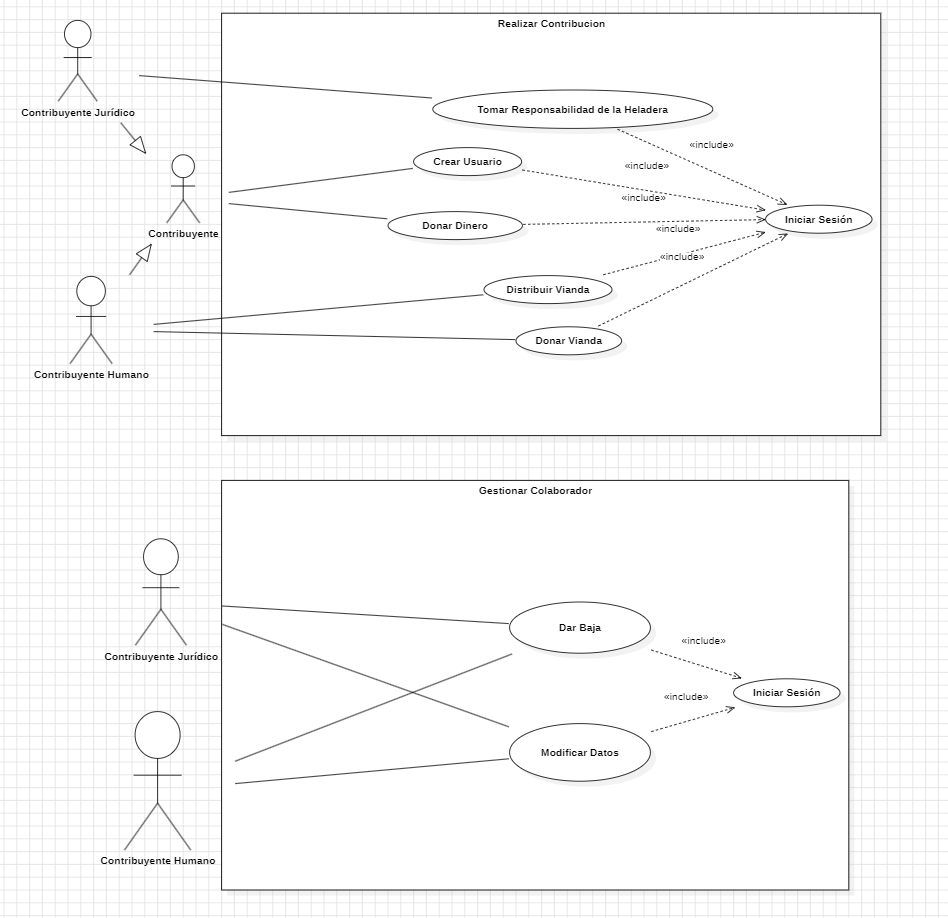 Realizar Contribucion
Contribuyente Jurídico
Tomar Responsabilidad de la Heladera
«include»
Crear Usuario
«include»
«include»
Iniciar Sesión
Donar Dinero
«include»
Contribuyente
«include»
Distribuir Vianda
Donar Vianda
Contribuyente Humano
Gestionar Colaborador
Dar Baja
«include»
Contribuyente Jurídico
Iniciar Sesión
«include»
Modificar Datos
Contribuyente Humano